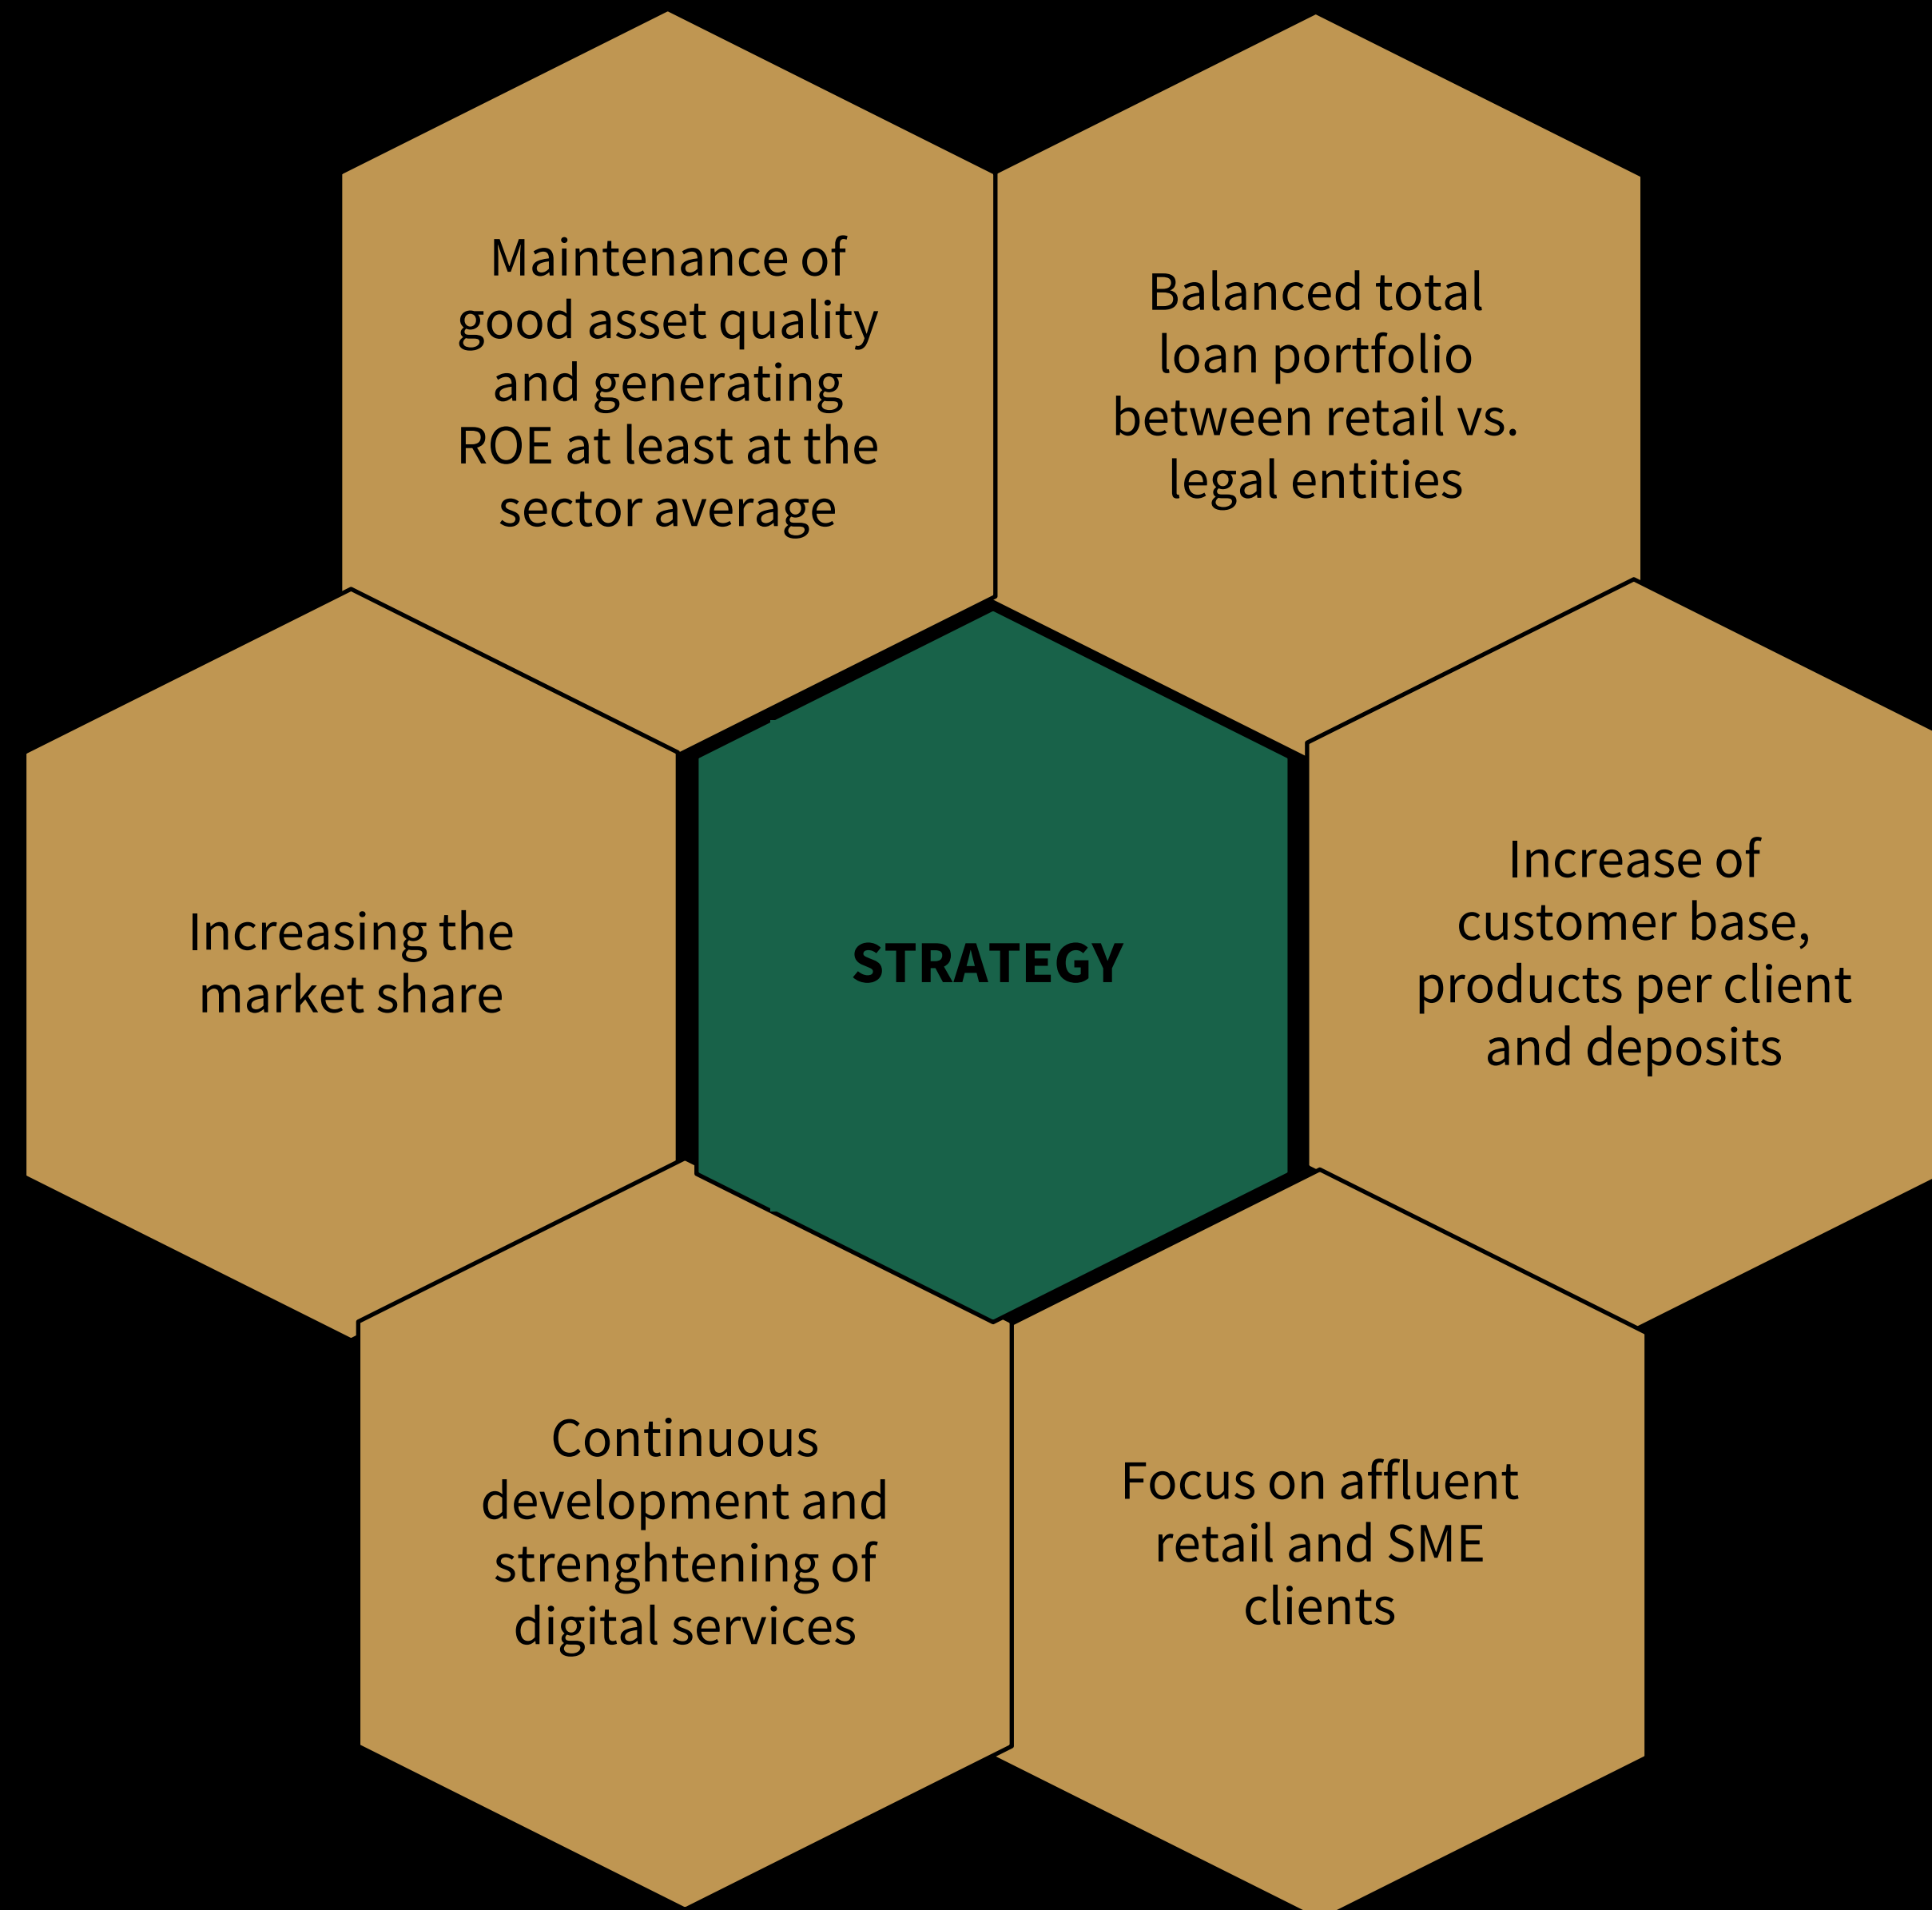 Maintenance of
good asset quality
and generating
ROE at least at the
sector average
Balanced total
loan portfolio
between retail vs.
legal entities
Increasing the
market share
STRATEGY
Increase of
customer base,
products per client
and deposits
Continuous
development and
strenghtening of
digital services
Focus on affluent
retail and SME
clients